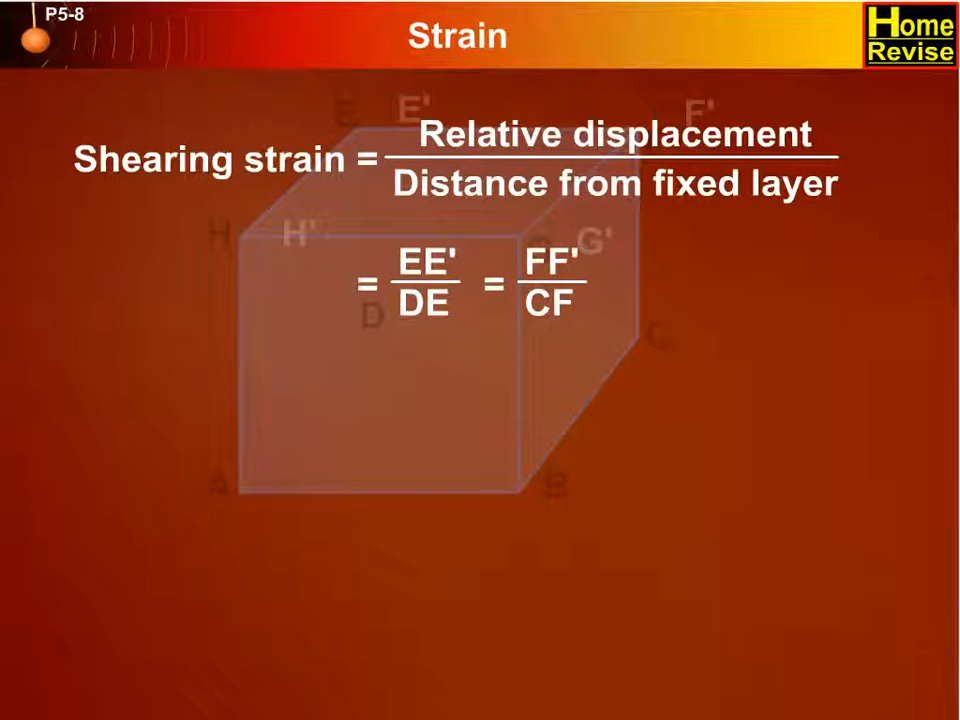 P5-8
Strain
Home
Revise
E E' F'
Shearing strain = Relative displacement
Distance from fixed layer
H H' G'
= EE' = FF'
DE CF
D
C
A B